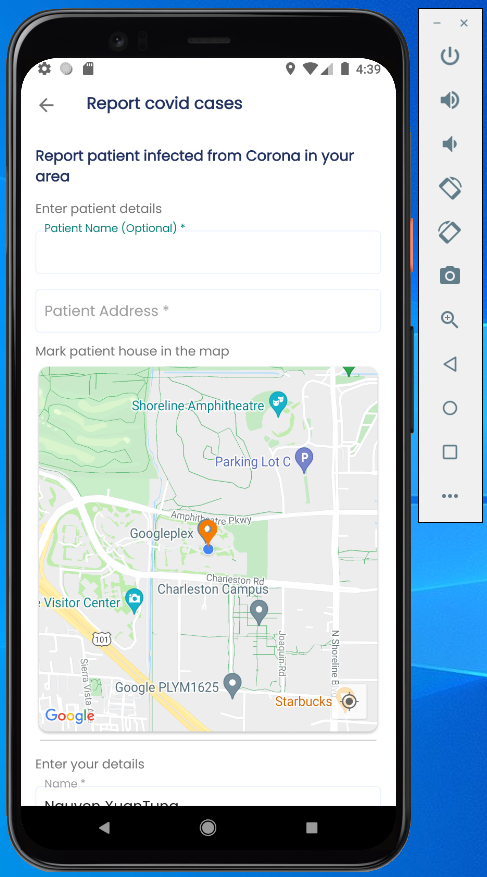 4:39
Report covid cases
Report patient infected from Corona in your
area
Enter patient details
Patient Name (Optional) *
Patient Address *
Mark patient house in the map
Shoreline Amphitheatre
Parking Lot C
P
Amphitheatre Pkwy
Googleplex
Charleston Rd
Charleston Campus
e Visitor Center
101
Joaquin Rd
N Shoreline B
Sierra Vista A
Google PLYM1625
Starbucks
Google
Enter your details
Name *
Nguyen XuanTung